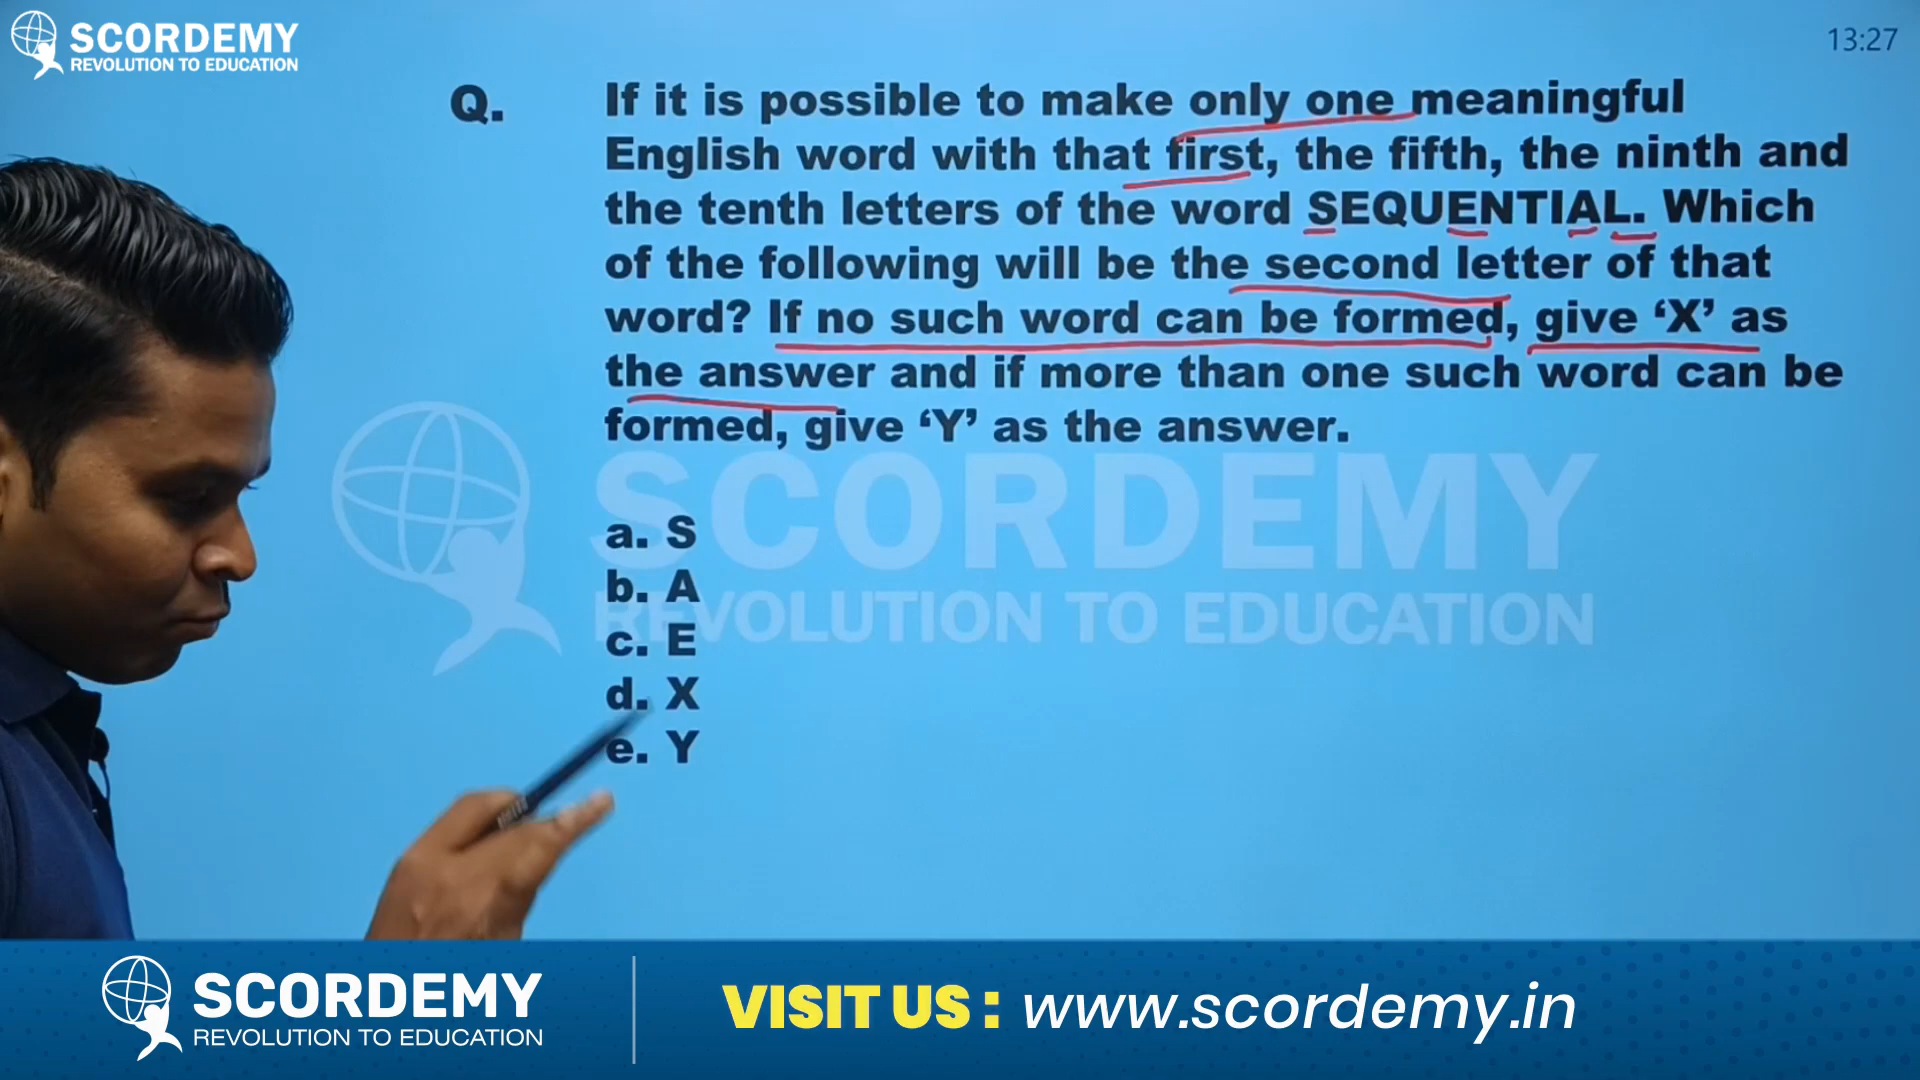 SCORDEMY
REVOLUTION TO EDUCATION
13:27
Q. If it is possible to make only one meaningful
English word with that first, the fifth, the ninth and
the tenth letters of the word SEQUENTIAL. Which
of the following will be the second letter of that
word? If no such word can be formed, give ‘X’ as
the answer and if more than one such word can be
formed, give ‘Y’ as the answer.
SCORDEMY
REVOLUTION TO EDUCATION
a. S
b. A
c. E
d. X
e. Y
SCORDEMY
REVOLUTION TO EDUCATION
VISIT US : www.scordemy.in